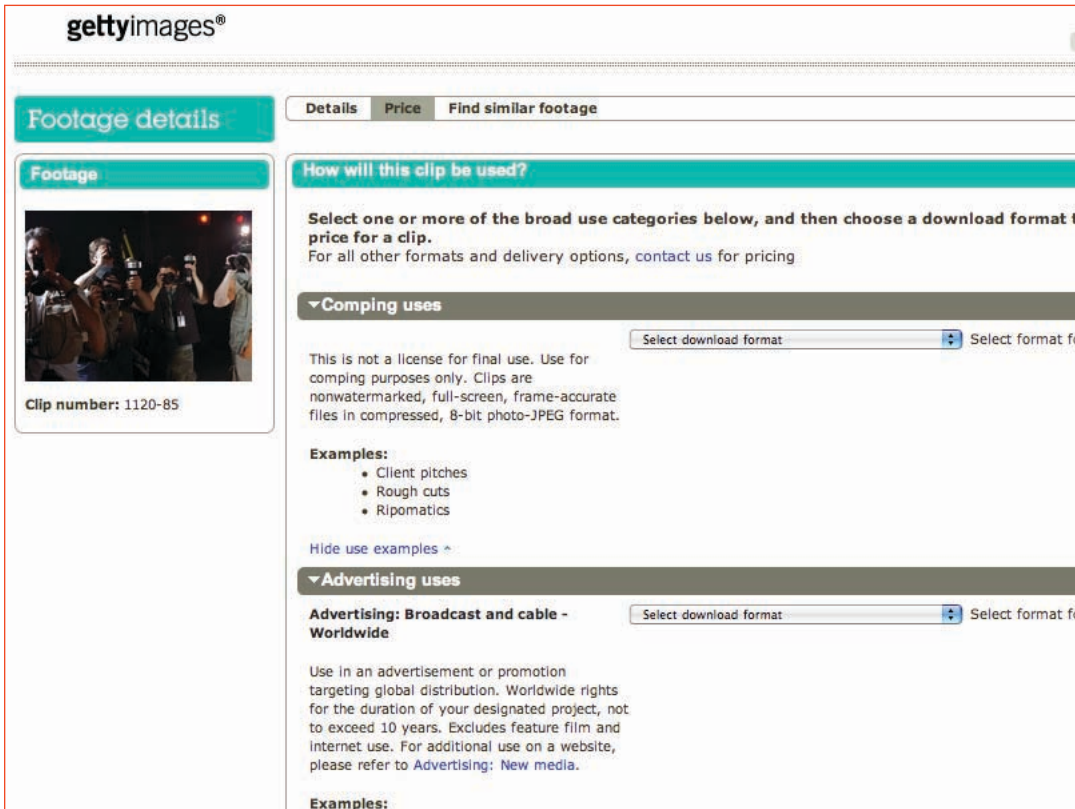 gettyimages®
Footage details
Details Price Find similar footage
Footage
Clip number: 1120-85
How will this clip be used?
Select one or more of the broad use categories below, and then choose a download format
price for a clip.
For all other formats and delivery options, contact us for pricing
Comping uses
Select download format Select format
This is not a license for final use. Use for
comping purposes only. Clips are
nonwatermarked, full-screen, frame-accurate
files in compressed, 8-bit photo-JPEG format.
Examples:
• Client pitches
• Rough cuts
• Ripomatics
Hide use examples ^
Advertising uses
Advertising: Broadcast and cable -
Worldwide
Select download format Select format
Use in an advertisement or promotion
targeting global distribution. Worldwide rights
for the duration of your designated project, not
to exceed 10 years. Excludes feature film and
internet use. For additional use on a website,
please refer to Advertising: New media.
Examples: